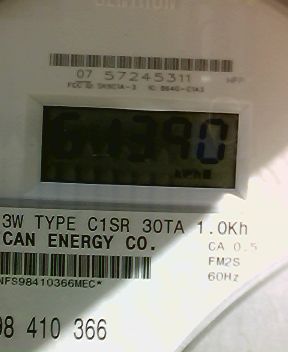 07 57245311
kWh
3W TYPE C1SR 30TA 1.0Kh
CAN ENERGY CO.
CA 0.5
FM2S
60Hz
NFS98410366MEC*
98 410 366